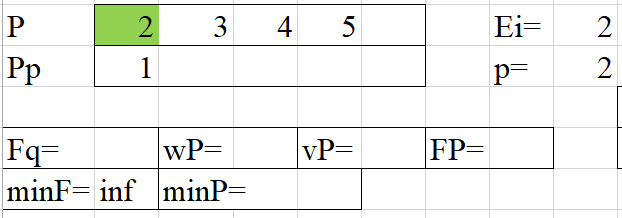 P 2 3 4 5 Ei= 2
Pp 1 p= 2
Fq= wP= vP= FP=
minF= inf minP=